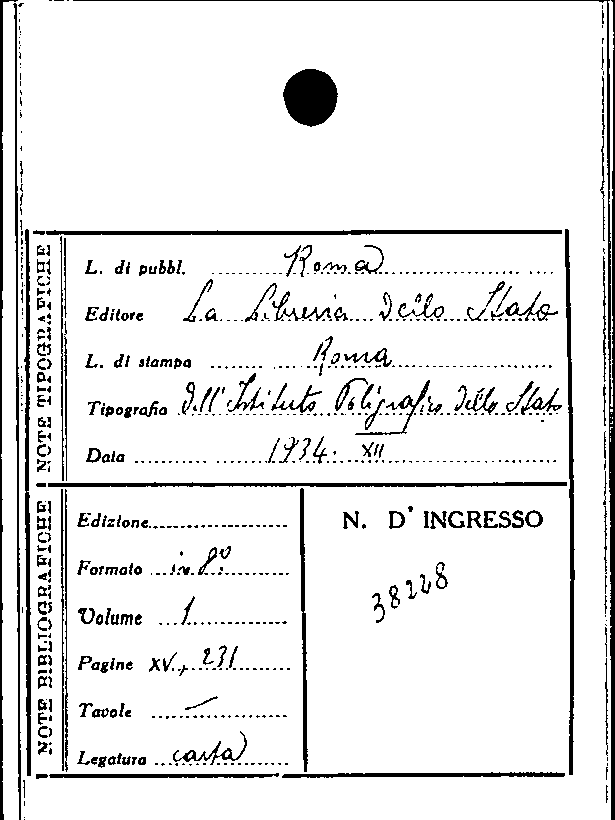 NOTE TIPOGRAFICHE
L. di pubbl. Roma
Editore La Libreria dello Stato
L. di stampa Roma
Tipografia dell'Istituto Poligrafico dello Stato
Data 1934. XII
NOTE BIBLIOGRAFICHE
Edizione
Formato in 8º
Volume 1
Pagine XV, 231
Tavole —
Legatura carta
N. D'INGRESSO
38228